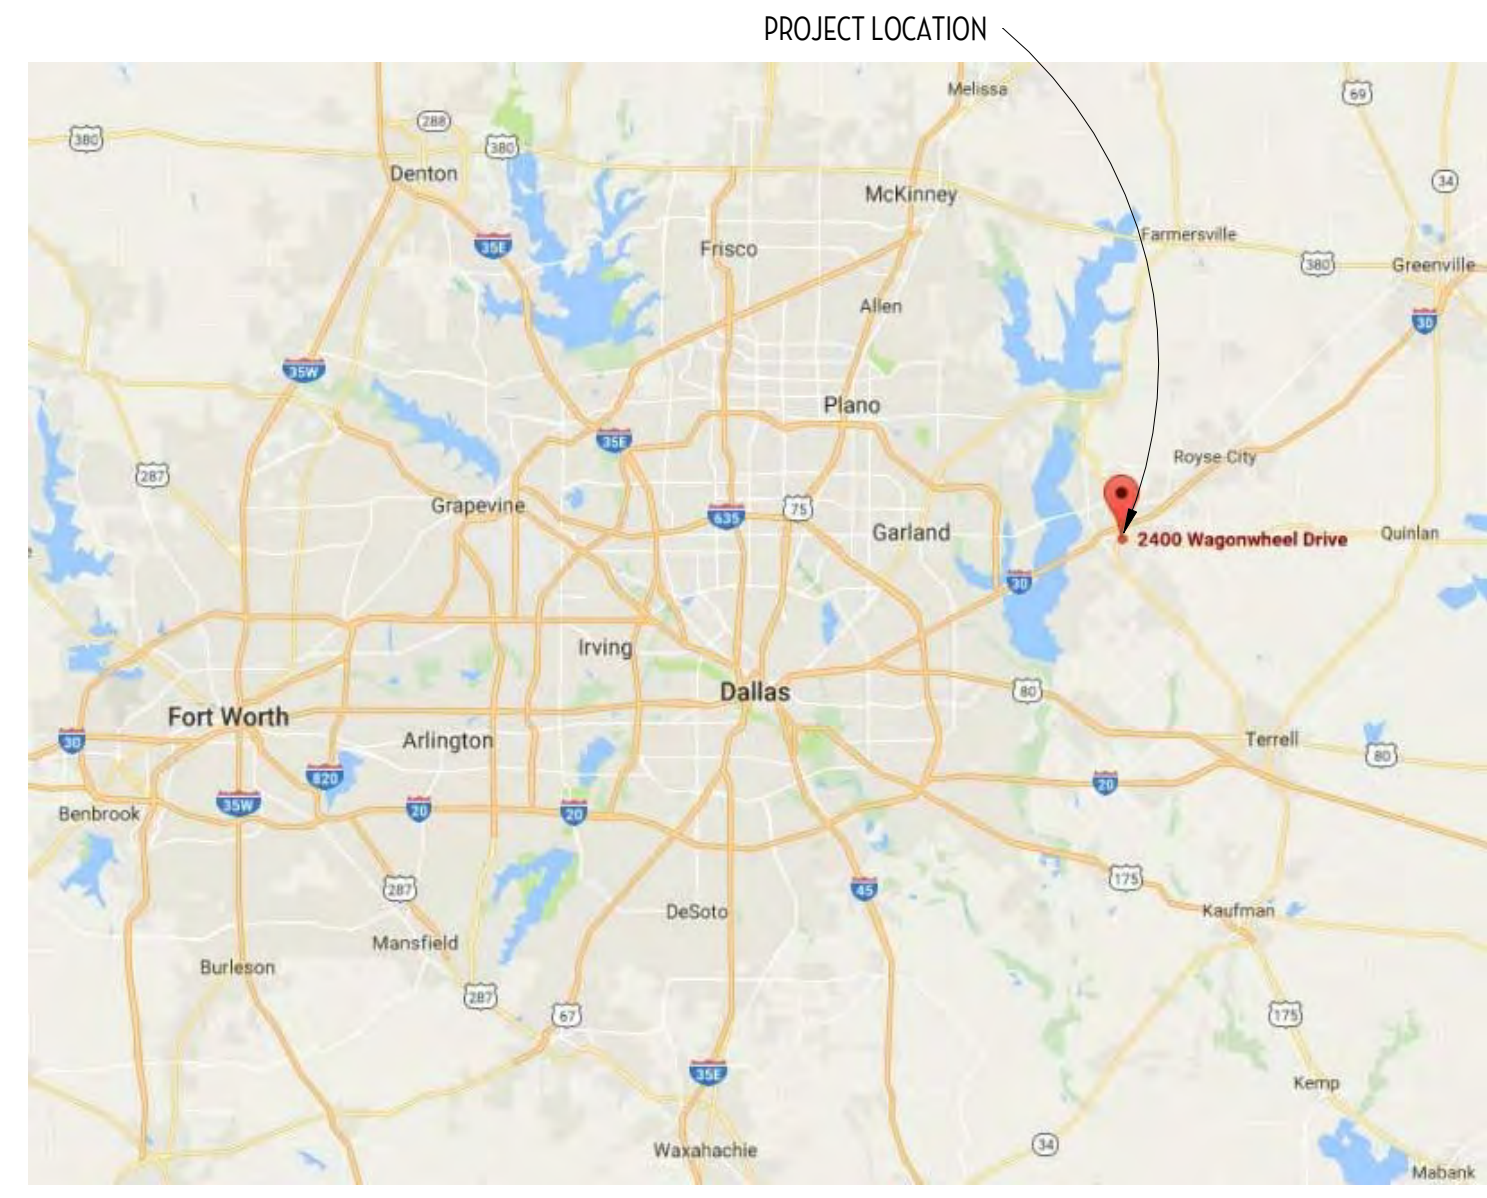 PROJECT LOCATION
Melissa
69
288
380
380
Denton
34
McKinney
Farmersville
35E
Frisco
380
Greenville
Allen
30
35W
Plano
35E
Royse City
287
Grapevine
635
75
Garland
Quinlan
2400 Wagonwheel Drive
30
Irving
Dallas
80
Fort Worth
30
Arlington
Terrell
80
820
20
35W
20
20
Benbrook
175
287
45
DeSoto
Kaufman
Mansfield
Burleson
287
67
175
35E
Kemp
34
Waxahachie
Mabank